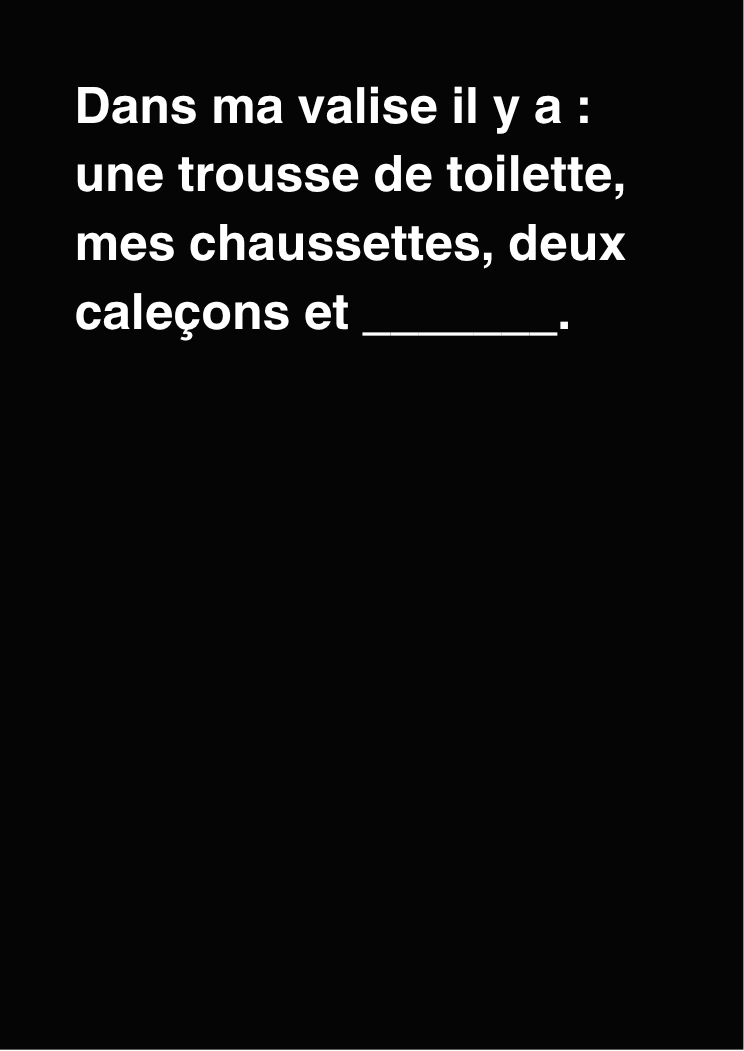 Dans ma valise il y a :
une trousse de toilette,
mes chaussettes, deux
caleçons et _______.